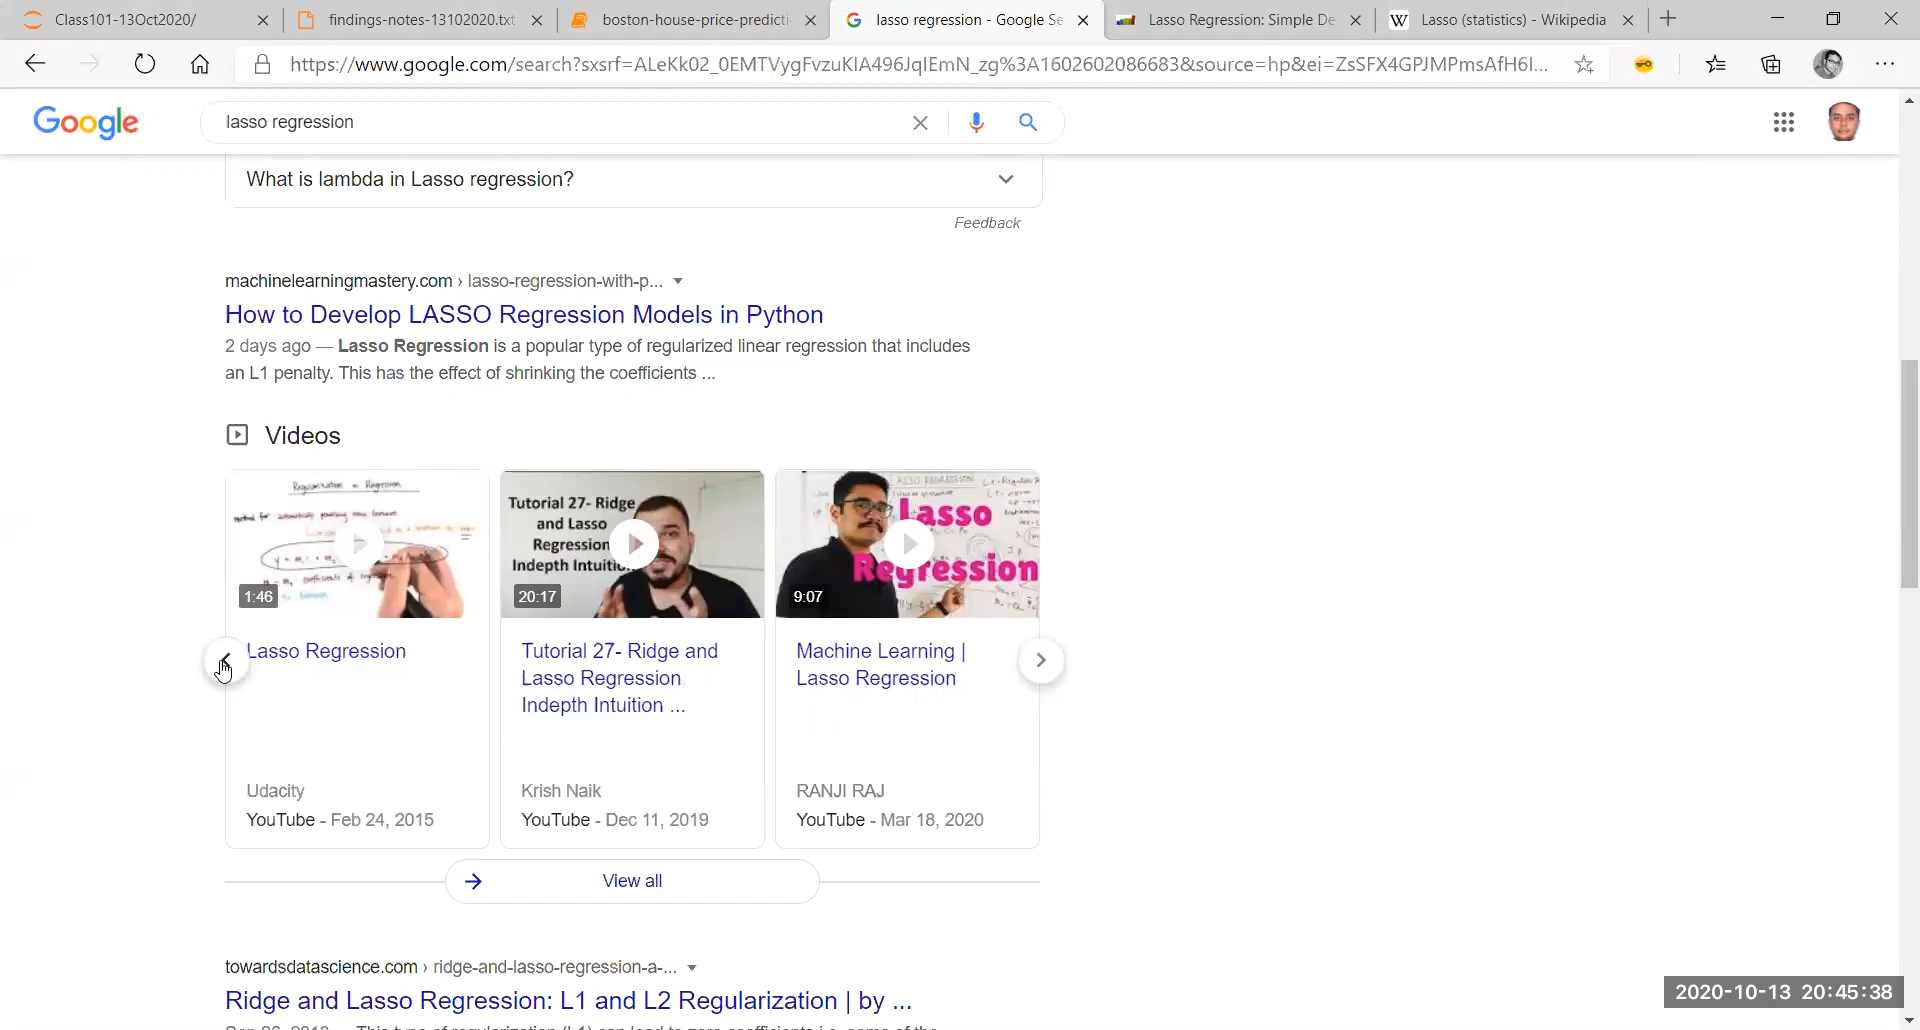 Class101-13Oct2020/
findings-notes-13102020.txt
boston-house-price-predicti
lasso regression - Google Se
Lasso Regression: Simple De
Lasso (statistics) - Wikipedia
https://www.google.com/search?sxsrf=ALeKk02_0EMTVygFvzuKIA496JqIEmN_zg%3A1602602086683&source=hp&ei=ZsSFX4GPJMPmsAfH6I...
Google
lasso regression
What is lambda in Lasso regression?
Feedback
machinelearningmastery.com › lasso-regression-with-p...
How to Develop LASSO Regression Models in Python
2 days ago — Lasso Regression is a popular type of regularized linear regression that includes
an L1 penalty. This has the effect of shrinking the coefficients ...
Videos
Regularization in Regression
1:46
Tutorial 27- Ridge
and Lasso
Regression
Indepth
20:17
LASSO REGRESSION
Lasso
Regression
9:07
Lasso Regression
Udacity
YouTube - Feb 24, 2015
Tutorial 27- Ridge and
Lasso Regression
Indepth Intuition ...
Krish Naik
YouTube - Dec 11, 2019
Machine Learning |
Lasso Regression
RANJI RAJ
YouTube - Mar 18, 2020
View all
towardsdatascience.com › ridge-and-lasso-regression-a-...
Ridge and Lasso Regression: L1 and L2 Regularization | by ...
2020-10-13 20:45:38